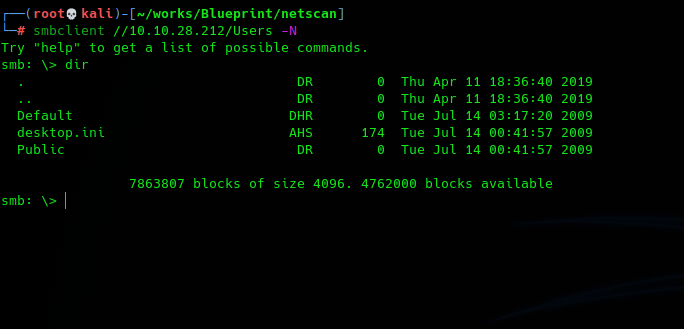 ┌──(root💀kali)-[~/works/Blueprint/netscan]
└─# smbclient //10.10.28.212/Users -N
Try "help" to get a list of possible commands.
smb: \> dir
  .                                  DR        0  Thu Apr 11 18:36:40 2019
  ..                                 DR        0  Thu Apr 11 18:36:40 2019
  Default                           DHR        0  Tue Jul 14 03:17:20 2009
  desktop.ini                       AHS      174  Tue Jul 14 00:41:57 2009
  Public                             DR        0  Tue Jul 14 00:41:57 2009

                7863807 blocks of size 4096. 4762000 blocks available
smb: \>